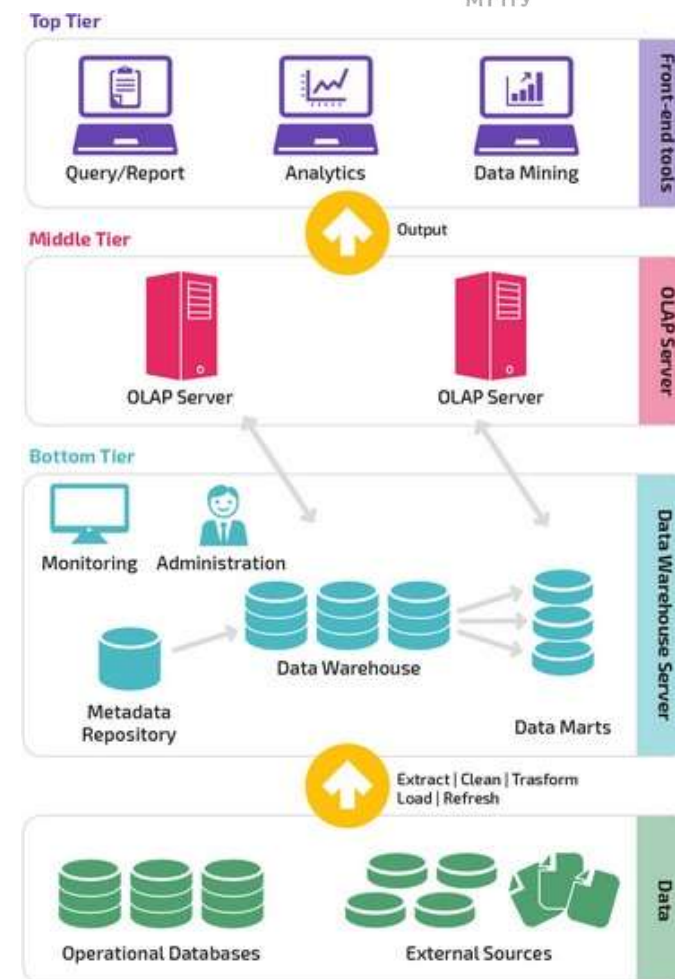 Top Tier
Query/Report
Analytics
Data Mining
Front-end tools
Output
Middle Tier
OLAP Server
OLAP Server
OLAP Server
Bottom Tier
Monitoring
Administration
Data Warehouse
Metadata
Repository
Data Marts
Data Warehouse Server
Extract | Clean | Trasform
Load | Refresh
Operational Databases
External Sources
Data